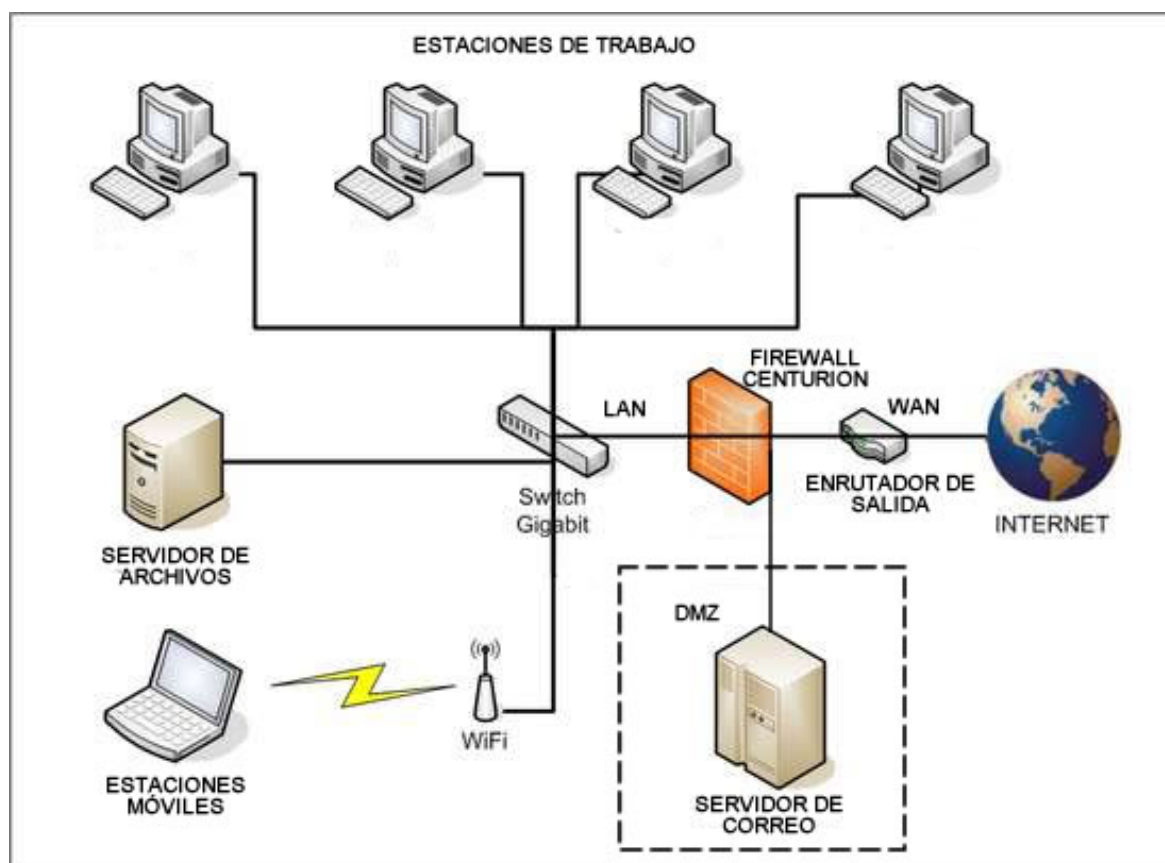 ESTACIONES DE TRABAJO
FIREWALL
CENTURION
LAN
WAN
Switch
Gigabit
ENRUTADOR DE
SALIDA
INTERNET
SERVIDOR DE
ARCHIVOS
DMZ
WiFi
ESTACIONES
MÓVILES
SERVIDOR DE
CORREO